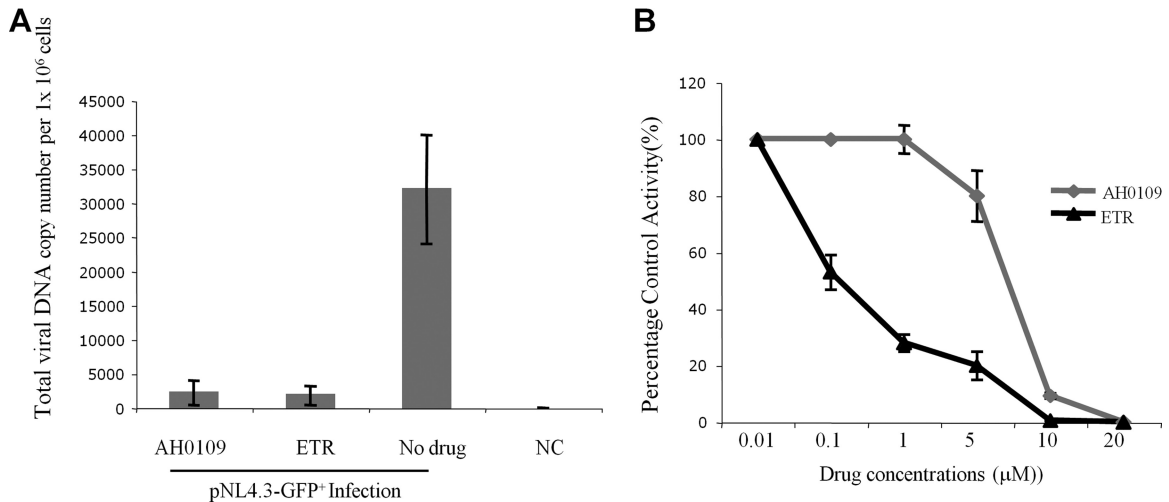 A
Total viral DNA copy number per 1x 10⁶ cells
45000
40000
35000
30000
25000
20000
15000
10000
5000
0
AH0109 ETR No drug NC
pNL4.3-GFP⁺ Infection
B
Percentage Control Activity(%)
120
100
80
60
40
20
0
0.01 0.1 1 5 10 20
Drug concentrations (μM))
AH0109
ETR